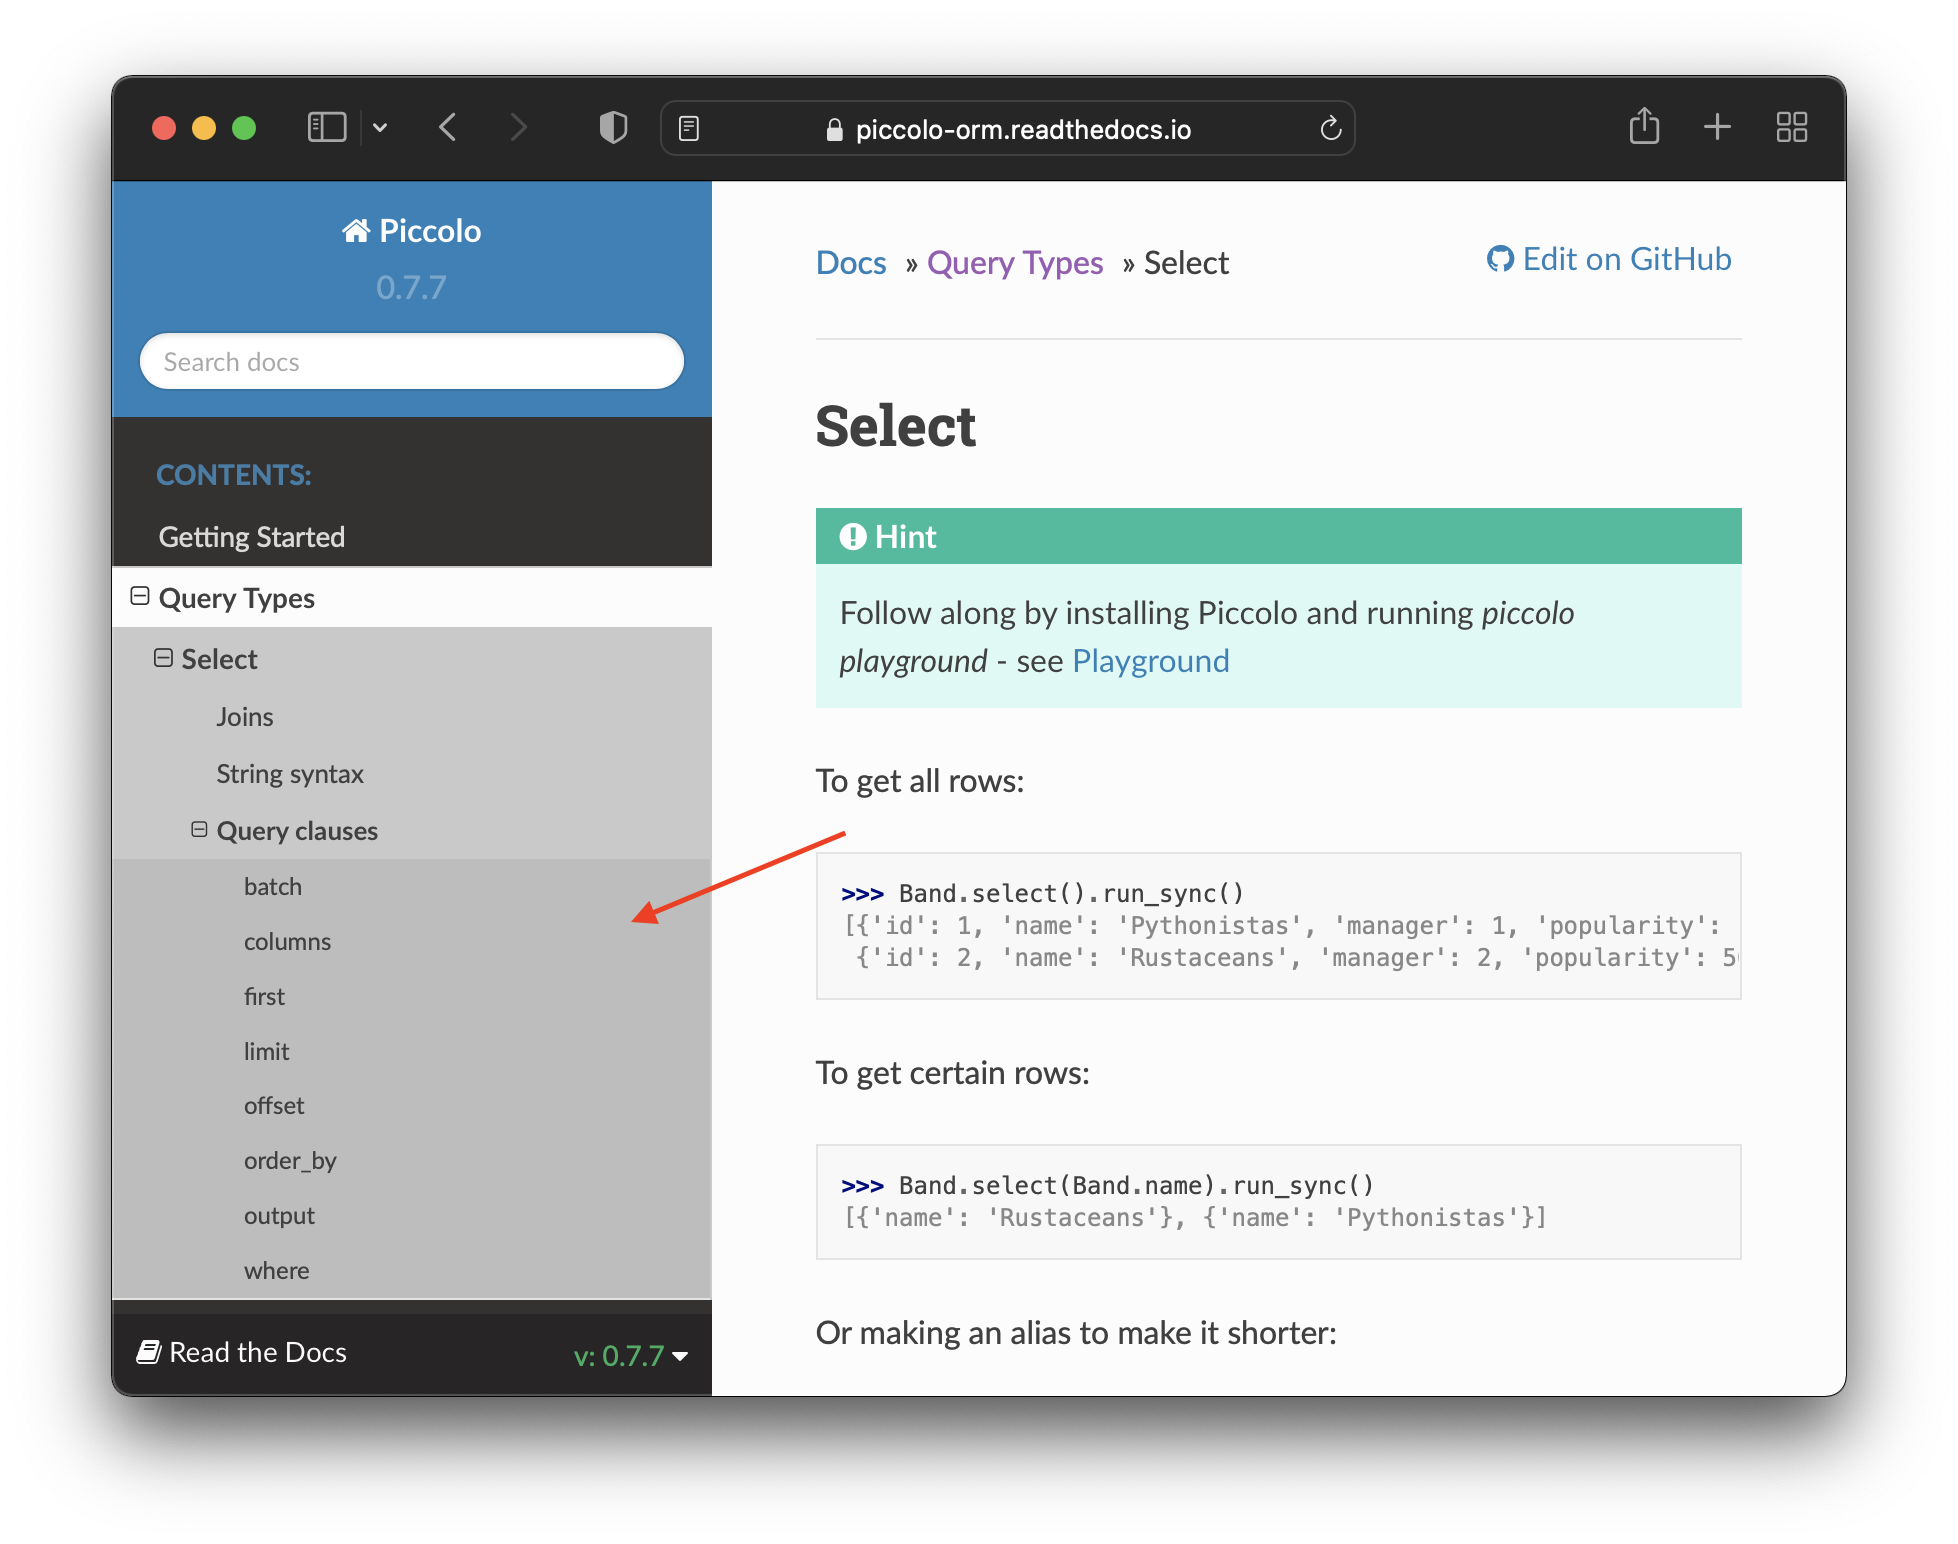 piccolo-orm.readthedocs.io
Piccolo
0.7.7
Search docs
CONTENTS:
Getting Started
Query Types
Select
Joins
String syntax
Query clauses
batch
columns
first
limit
offset
order_by
output
where
Read the Docs
v: 0.7.7
Docs » Query Types » Select
Edit on GitHub
Select
Hint
Follow along by installing Piccolo and running piccolo
playground - see Playground
To get all rows:
>>> Band.select().run_sync()
[{'id': 1, 'name': 'Pythonistas', 'manager': 1, 'popularity':
{'id': 2, 'name': 'Rustaceans', 'manager': 2, 'popularity': 5
To get certain rows:
>>> Band.select(Band.name).run_sync()
[{'name': 'Rustaceans'}, {'name': 'Pythonistas'}]
Or making an alias to make it shorter: